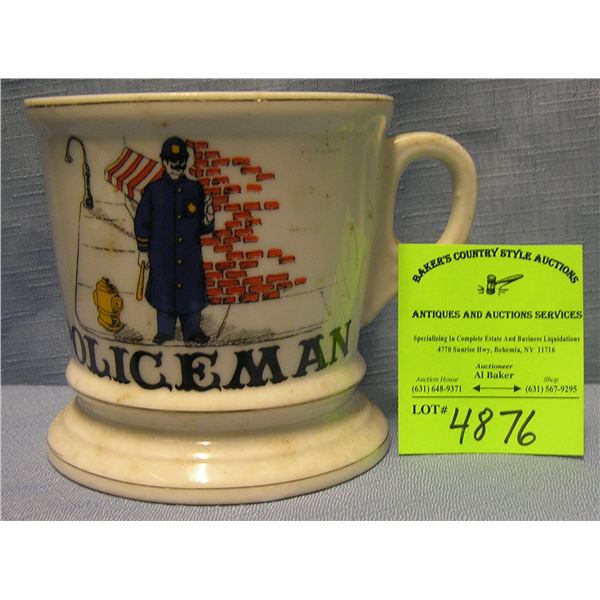 POLICEMAN
BAKER'S COUNTRY STYLE AUCTIONS
ANTIQUES AND AUCTIONS SERVICES
Specializing In Complete Estate And Business Liquidations
4770 Sunrise Hwy, Bohemia, NY 11716
Auctioneer
Auction House Al Baker Shop
(631) 648-9371 (631) 567-9295
LOT# 4876